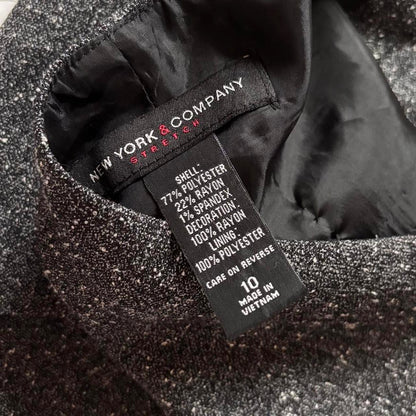 NEW YORK & COMPANY
STRETCH
SHELL-
77% POLYESTER
22% RAYON
1% SPANDEX
DECORATION:
100% RAYON
LINING:
100% POLYESTER
CARE ON REVERSE
10
MADE IN
VIETNAM